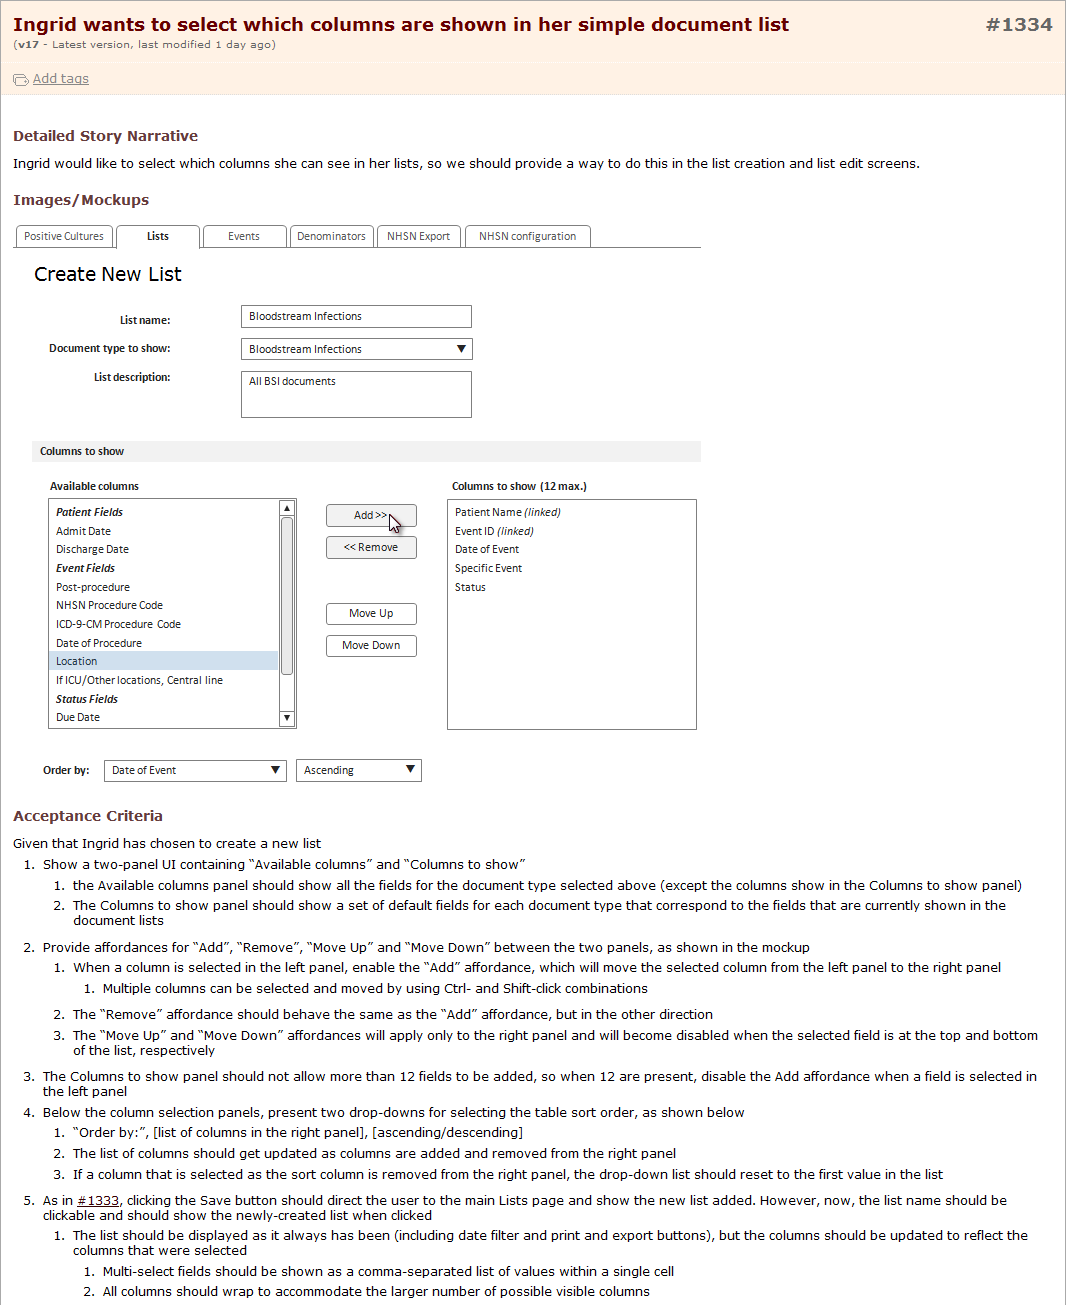 Ingrid wants to select which columns are shown in her simple document list
#1334
(v17 - Latest version, last modified 1 day ago)
Add tags
Detailed Story Narrative
Ingrid would like to select which columns she can see in her lists, so we should provide a way to do this in the list creation and list edit screens.
Images/Mockups
Positive Cultures
Lists
Events
Denominators
NHSN Export
NHSN configuration
Create New List
List name:
Bloodstream Infections
Document type to show:
Bloodstream Infections ▼
List description:
All BSI documents
Columns to show
Available columns
Patient Fields
Admit Date
Discharge Date
Event Fields
Post-procedure
NHSN Procedure Code
ICD-9-CM Procedure Code
Date of Procedure
Location
If ICU/Other locations, Central line
Status Fields
Due Date
Add >>
<< Remove
Move Up
Move Down
Columns to show (12 max.)
Patient Name (linked)
Event ID (linked)
Date of Event
Specific Event
Status
Order by:
Date of Event ▼
Ascending ▼
Acceptance Criteria
Given that Ingrid has chosen to create a new list
1. Show a two-panel UI containing “Available columns” and “Columns to show”
1. the Available columns panel should show all the fields for the document type selected above (except the columns show in the Columns to show panel)
2. The Columns to show panel should show a set of default fields for each document type that correspond to the fields that are currently shown in the
document lists
2. Provide affordances for “Add”, “Remove”, “Move Up” and “Move Down” between the two panels, as shown in the mockup
1. When a column is selected in the left panel, enable the “Add” affordance, which will move the selected column from the left panel to the right panel
1. Multiple columns can be selected and moved by using Ctrl- and Shift-click combinations
2. The “Remove” affordance should behave the same as the “Add” affordance, but in the other direction
3. The “Move Up” and “Move Down” affordances will apply only to the right panel and will become disabled when the selected field is at the top and bottom
of the list, respectively
3. The Columns to show panel should not allow more than 12 fields to be added, so when 12 are present, disable the Add affordance when a field is selected in
the left panel
4. Below the column selection panels, present two drop-downs for selecting the table sort order, as shown below
1. “Order by:”, [list of columns in the right panel], [ascending/descending]
2. The list of columns should get updated as columns are added and removed from the right panel
3. If a column that is selected as the sort column is removed from the right panel, the drop-down list should reset to the first value in the list
5. As in #1333, clicking the Save button should direct the user to the main Lists page and show the new list added. However, now, the list name should be
clickable and should show the newly-created list when clicked
1. The list should be displayed as it always has been (including date filter and print and export buttons), but the columns should be updated to reflect the
columns that were selected
1. Multi-select fields should be shown as a comma-separated list of values within a single cell
2. All columns should wrap to accommodate the larger number of possible visible columns